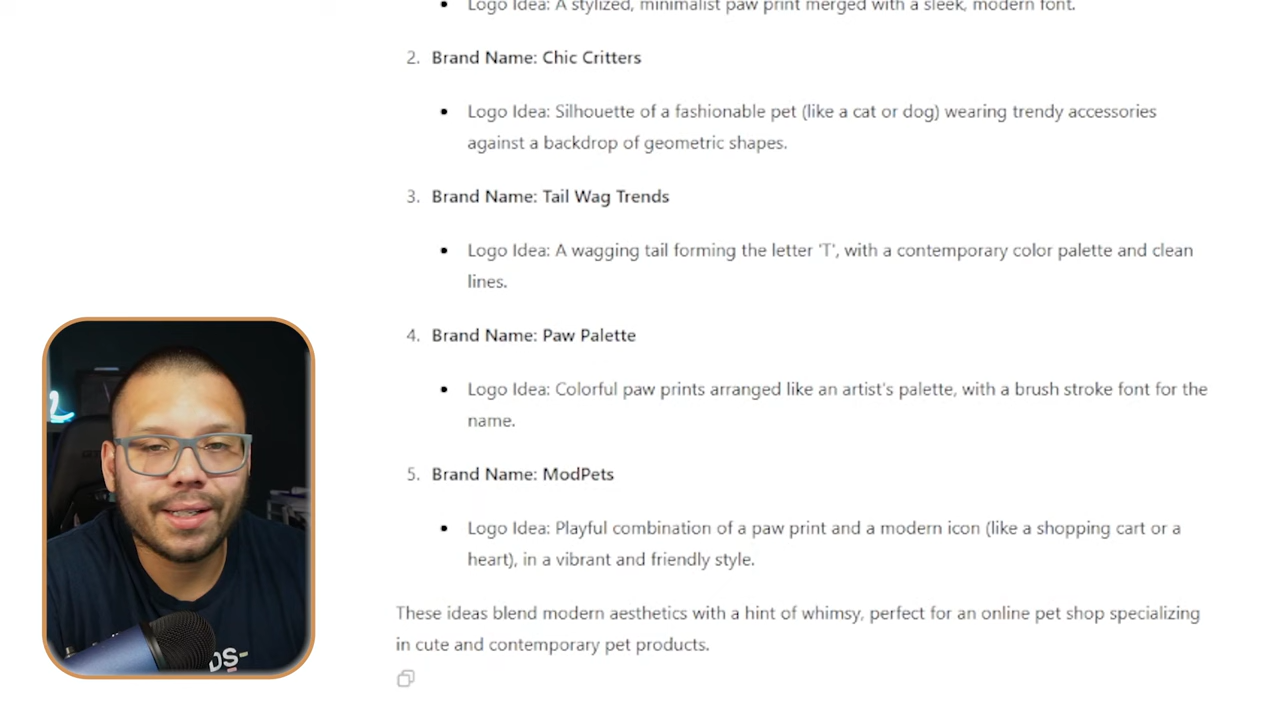 Logo Idea: A stylized, minimalist paw print merged with a sleek, modern font.
2. Brand Name: Chic Critters
Logo Idea: Silhouette of a fashionable pet (like a cat or dog) wearing trendy accessories
against a backdrop of geometric shapes.
3. Brand Name: Tail Wag Trends
Logo Idea: A wagging tail forming the letter 'T', with a contemporary color palette and clean
lines.
4. Brand Name: Paw Palette
Logo Idea: Colorful paw prints arranged like an artist's palette, with a brush stroke font for the
name.
5. Brand Name: ModPets
Logo Idea: Playful combination of a paw print and a modern icon (like a shopping cart or a
heart), in a vibrant and friendly style.
These ideas blend modern aesthetics with a hint of whimsy, perfect for an online pet shop specializing
in cute and contemporary pet products.